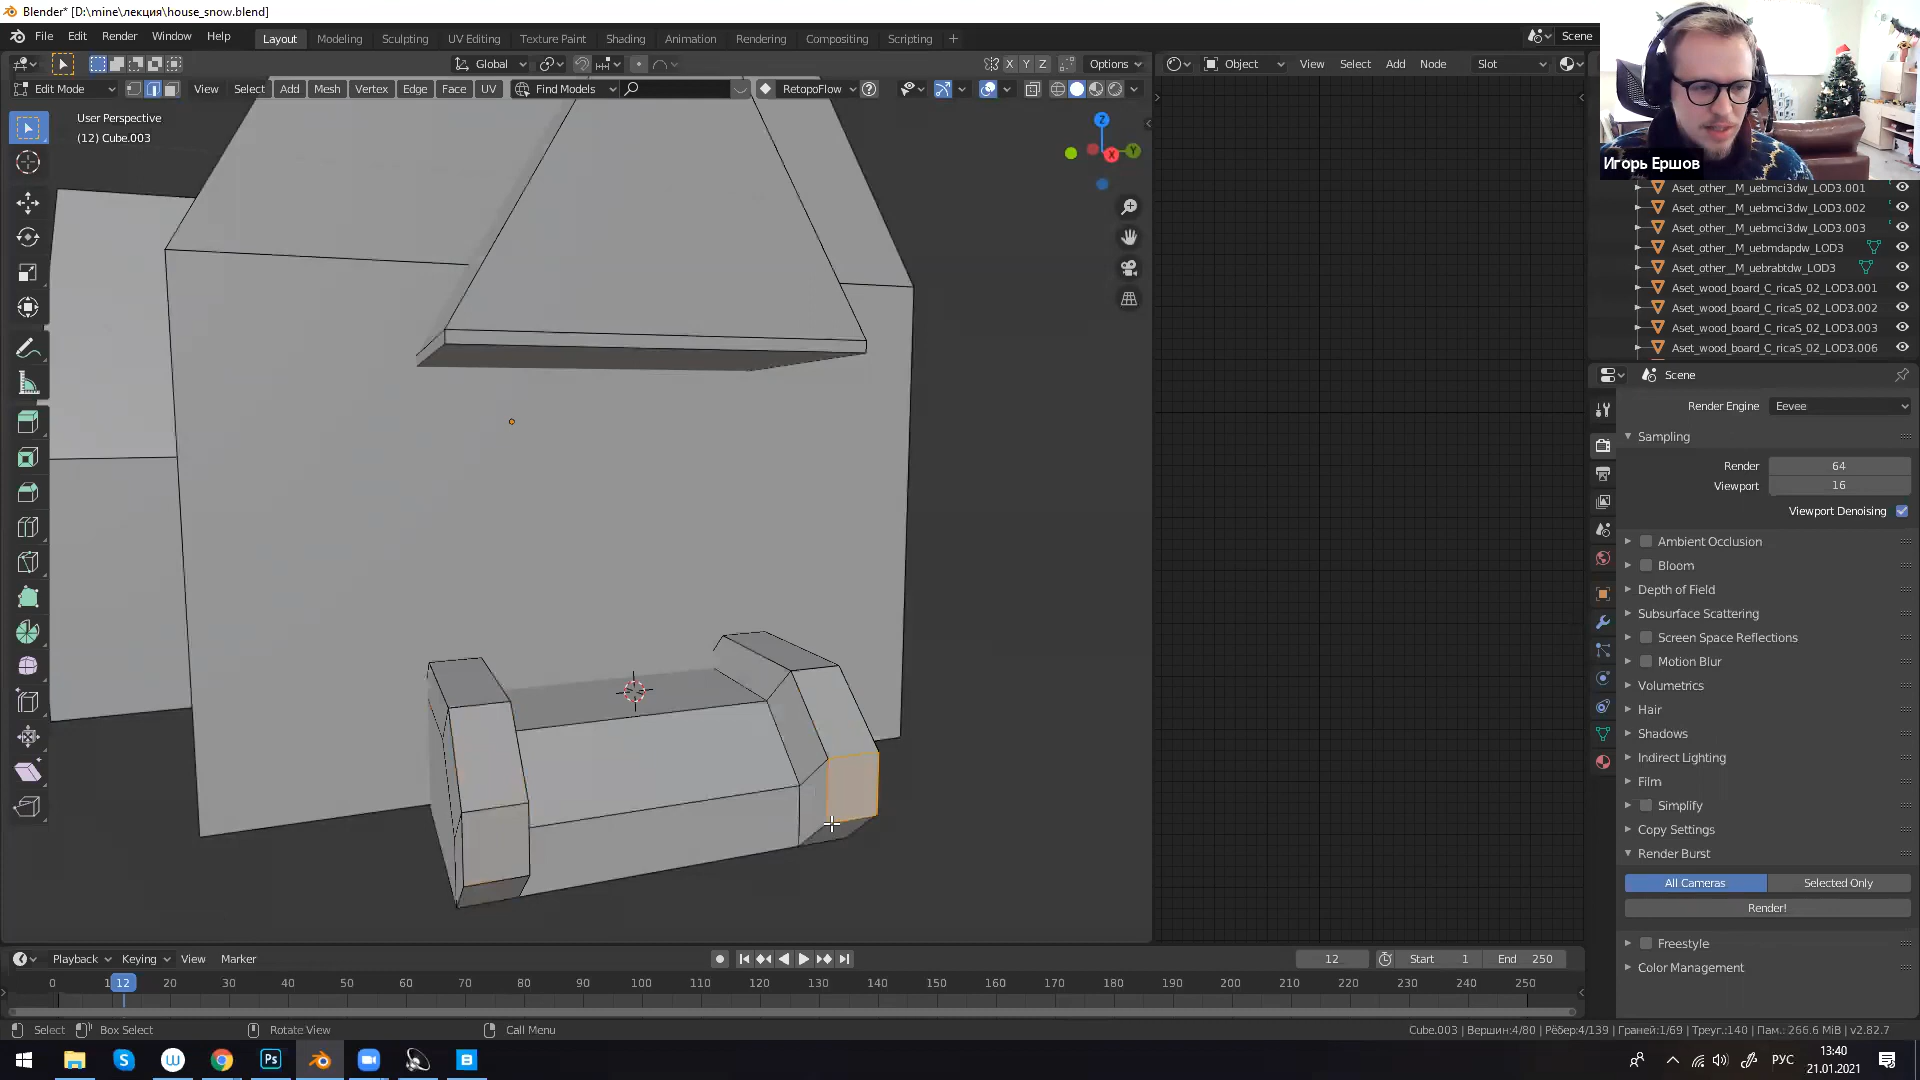 Blender* [D:\mine\лекция\house_snow.blend]
File Edit Render Window Help Layout Modeling Sculpting UV Editing Texture Paint Shading Animation Rendering Compositing Scripting + Scene
Global X Y Z Options Object View Select Add Node Slot
Edit Mode View Select Add Mesh Vertex Edge Face UV Find Models RetopoFlow
User Perspective
(12) Cube.003
Z
X
Y
Игорь Ершов
Aset_other__M_uebmci3dw_LOD3.001
Aset_other__M_uebmci3dw_LOD3.002
Aset_other__M_uebmci3dw_LOD3.003
Aset_other__M_uebmdapdw_LOD3
Aset_other__M_uebrabtdw_LOD3
Aset_wood_board_C_ricaS_02_LOD3.001
Aset_wood_board_C_ricaS_02_LOD3.002
Aset_wood_board_C_ricaS_02_LOD3.003
Aset_wood_board_C_ricaS_02_LOD3.006
Scene
Render Engine Eevee
Sampling
Render 64
Viewport 16
Viewport Denoising
Ambient Occlusion
Bloom
Depth of Field
Subsurface Scattering
Screen Space Reflections
Motion Blur
Volumetrics
Hair
Shadows
Indirect Lighting
Film
Simplify
Copy Settings
Render Burst
All Cameras Selected Only
Render!
Freestyle
Color Management
Playback Keying View Marker 12 Start 1 End 250
0 1 12 20 30 40 50 60 70 80 90 100 110 120 130 140 150 160 170 180 190 200 210 220 230 240 250
Select Box Select Rotate View Call Menu Cube.003 | Вершин:4/80 | Рёбер:4/139 | Граней:1/69 | Треуг.:140 | Пам.: 266.6 MiB | v2.82.7
РУС 13:40
21.01.2021